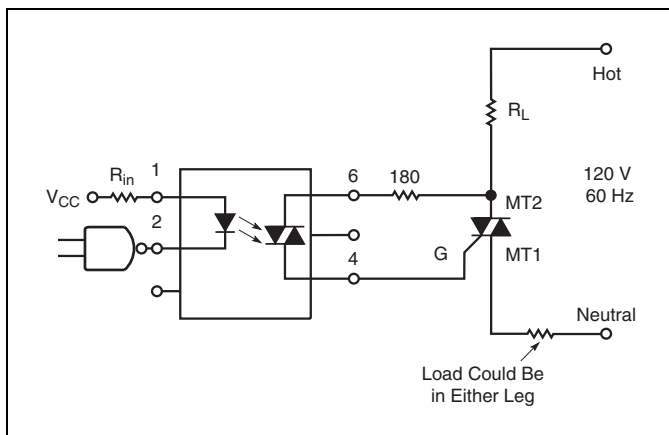 Hot
R_L
120 V
60 Hz
V_CC
R_in
1
2
6
180
4
G
MT2
MT1
Neutral
Load Could Be
in Either Leg